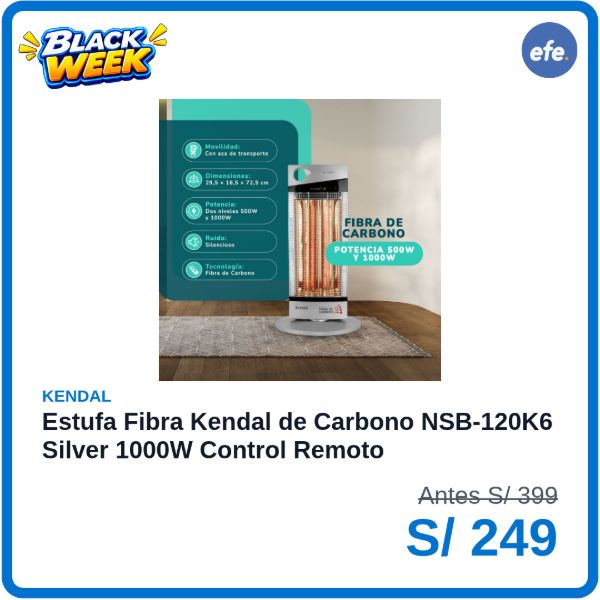 BLACK
WEEK
efe.
Movilidad:
Con asa de transporte
Dimensiones:
29,5 × 16,5 × 72,5 cm
Potencia:
Dos niveles 500W
y 1000W
Ruido:
Silencioso
Tecnología:
Fibra de Carbono
FIBRA DE
CARBONO
POTENCIA 500W
Y 1000W
Kendal
KENDAL
Estufa Fibra Kendal de Carbono NSB-120K6
Silver 1000W Control Remoto
Antes S/ 399
S/ 249